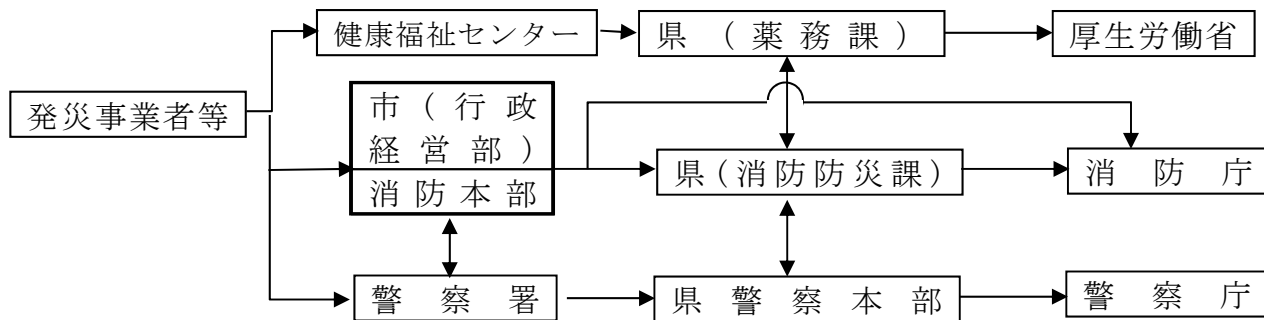 健康福祉センター
県（薬務課）
厚生労働省
発災事業者等
市（行政
経営部）
消防本部
県（消防防災課）
消防庁
警察署
県警察本部
警察庁